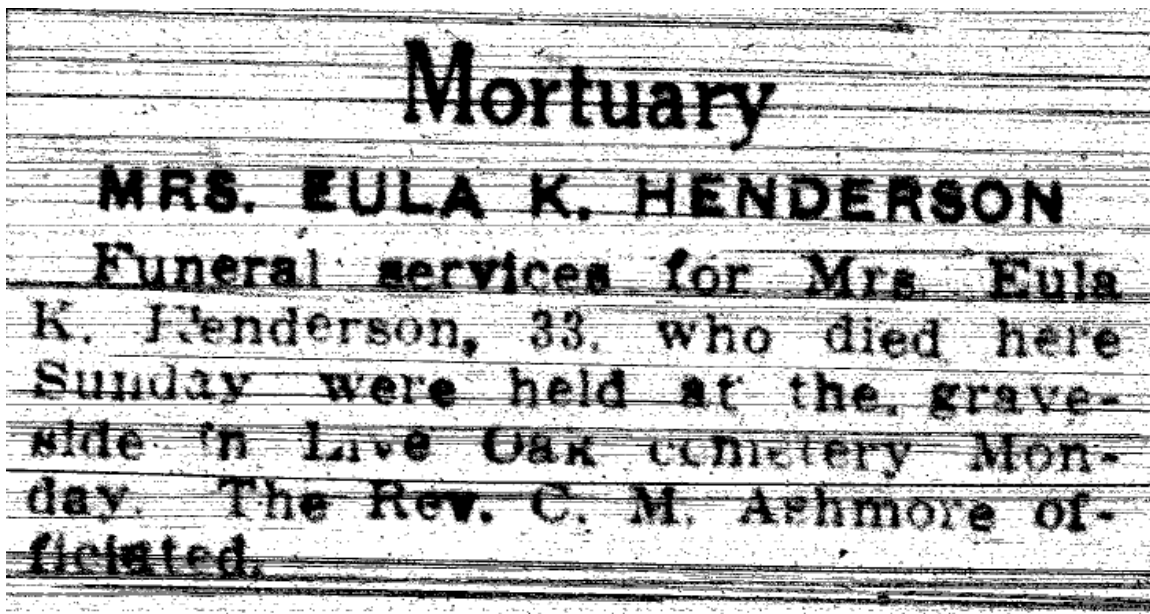 Mortuary
MRS. EULA K. HENDERSON
Funeral services for Mrs. Eula
K. Henderson, 33, who died here
Sunday were held at the grave-
side in Live Oak cemetery Mon-
day. The Rev. C. M. Ashmore of-
ficiated.